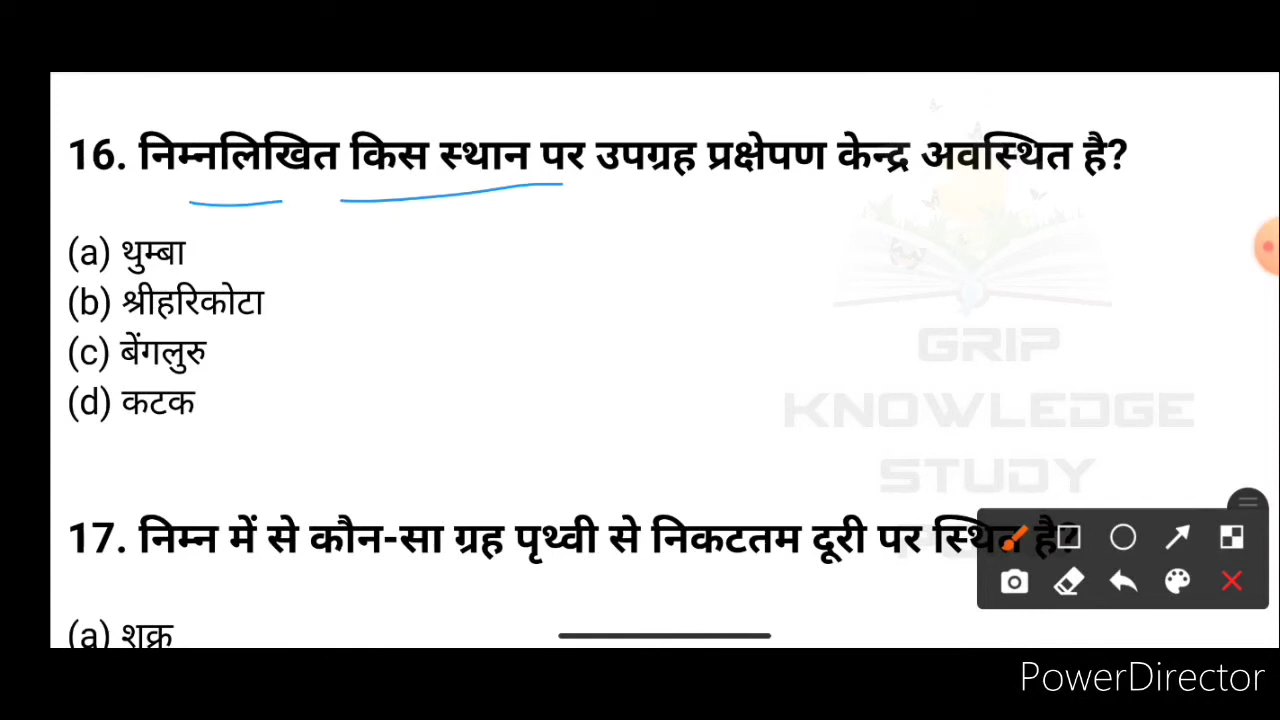 16. निम्नलिखित किस स्थान पर उपग्रह प्रक्षेपण केन्द्र अवस्थित है?
(a) थुम्बा
(b) श्रीहरिकोटा
(c) बेंगलुरु
(d) कटक
GRIP
KNOWLEDGE
STUDY
17. निम्न में से कौन-सा ग्रह पृथ्वी से निकटतम दूरी पर स्थित है?
(a) शुक्र
PowerDirector